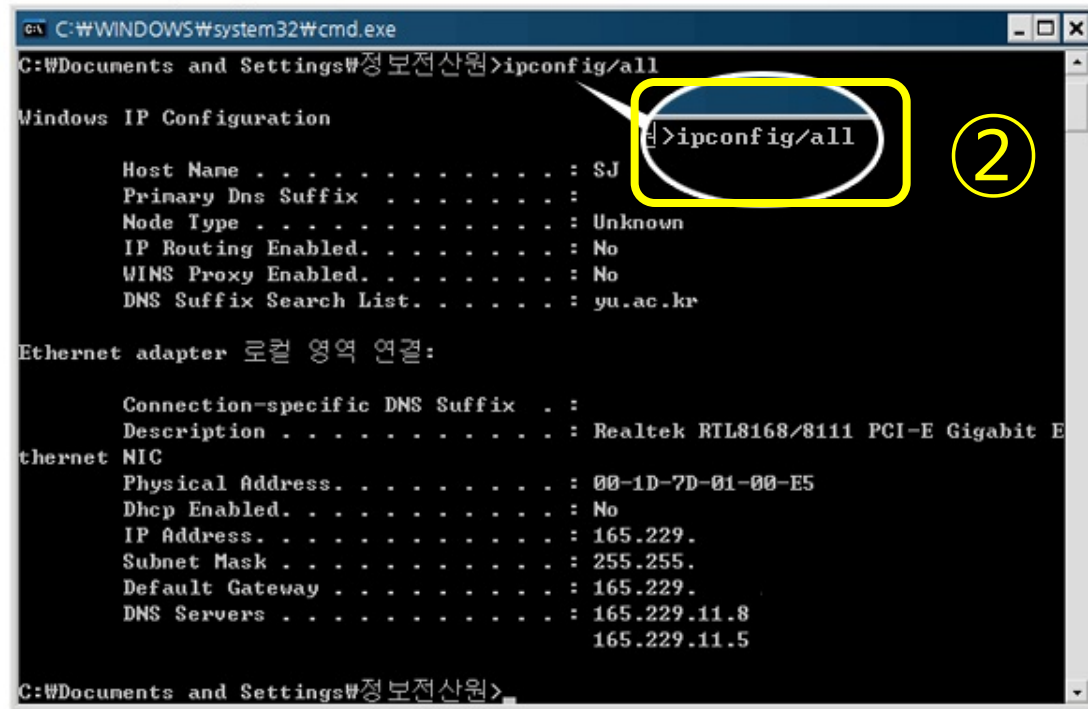 C:₩WINDOWS₩system32₩cmd.exe
C:₩Documents and Settings₩정보전산원>ipconfig/all
>ipconfig/all
②
Windows IP Configuration
Host Name . . . . . . . . . . . . : SJ
Primary Dns Suffix . . . . . . . :
Node Type . . . . . . . . . . . . : Unknown
IP Routing Enabled. . . . . . . . : No
WINS Proxy Enabled. . . . . . . . : No
DNS Suffix Search List. . . . . . : yu.ac.kr
Ethernet adapter 로컬 영역 연결:
Connection-specific DNS Suffix . :
Description . . . . . . . . . . . : Realtek RTL8168/8111 PCI-E Gigabit E
thernet NIC
Physical Address. . . . . . . . . : 00-1D-7D-01-00-E5
Dhcp Enabled. . . . . . . . . . . : No
IP Address. . . . . . . . . . . . : 165.229.
Subnet Mask . . . . . . . . . . . : 255.255.
Default Gateway . . . . . . . . . : 165.229.
DNS Servers . . . . . . . . . . . : 165.229.11.8
165.229.11.5
C:₩Documents and Settings₩정보전산원>_